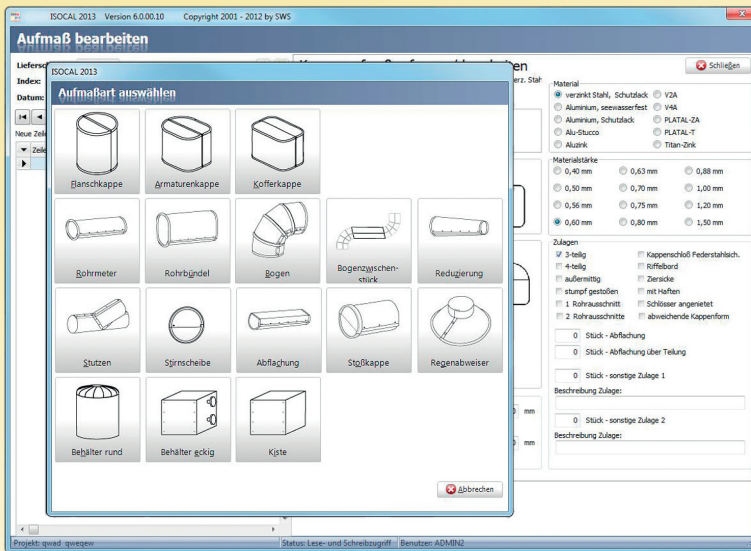 ISOCAL 2013 Version 6.0.00.10 Copyright 2001 - 2012 by SWS
Aufmaß bearbeiten
Liefersc
Index:
Datum:
Neue Zeile
Zeile
Schließen
erz. Stah
Material
verzinkt Stahl, Schutzlack
V2A
Aluminium, seewasserfest
V4A
Aluminium, Schutzlack
PLATAL-ZA
Alu-Stucco
PLATAL-T
Aluzink
Titan-Zink
Materialstärke
0,40 mm
0,63 mm
0,88 mm
0,50 mm
0,70 mm
1,00 mm
0,56 mm
0,75 mm
1,20 mm
0,60 mm
0,80 mm
1,50 mm
Zulagen
3-teilig
Kappenschloß Federstahlsich.
4-teilig
Riffelbord
außermittig
Ziersicke
stumpf gestoßen
mit Haften
1 Rohrausschnitt
Schlösser angenietet
2 Rohrausschnitte
abweichende Kappenform
0 Stück - Abflachung
0 Stück - Abflachung über Teilung
0 Stück - sonstige Zulage 1
Beschreibung Zulage:
0 Stück - sonstige Zulage 2
Beschreibung Zulage:
0 mm
0 mm
ISOCAL 2013
Aufmaßart auswählen
Flanschkappe
Armaturenkappe
Kofferkappe
Rohrmeter
Rohrbündel
Bogen
Bogenzwischen-
stück
Reduzierung
Stutzen
Stirnscheibe
Abflachung
Stoßkappe
Regenabweiser
Behälter rund
Behälter eckig
Kiste
Abbrechen
Projekt: qwad qweqew
Status: Lese- und Schreibzugriff
Benutzer: ADMIN2